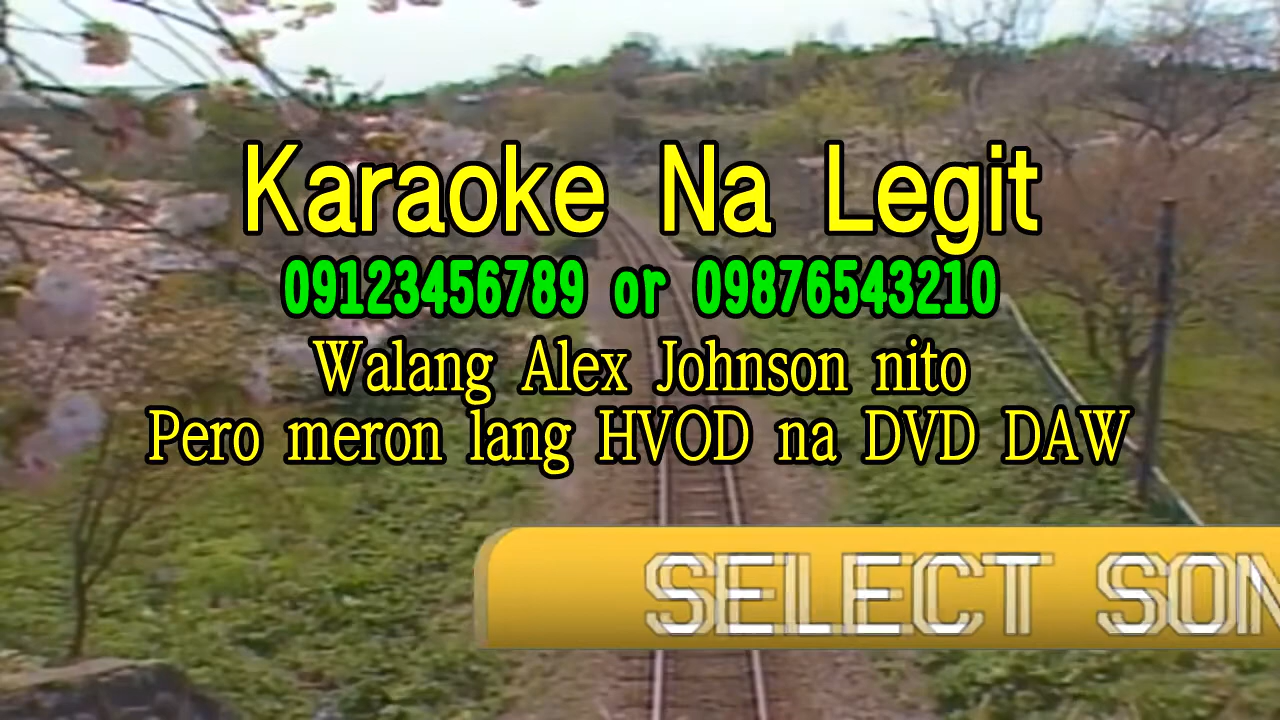 Karaoke Na Legit
09123456789 or 09876543210
Walang Alex Johnson nito
Pero meron lang HVOD na DVD DAW
SELECT SON